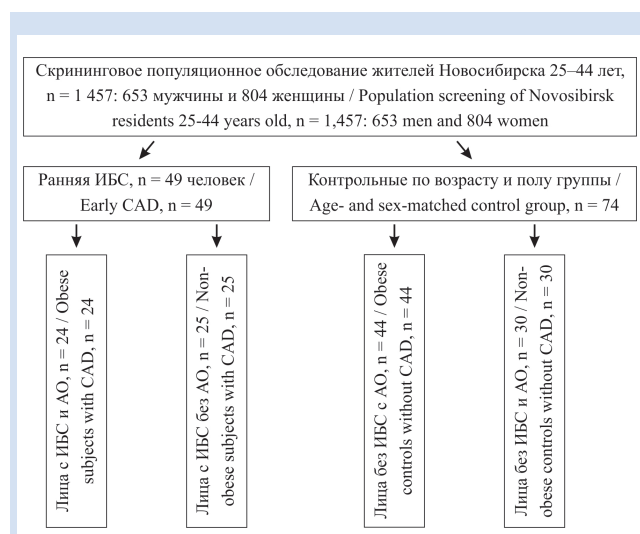 Скрининговое популяционное обследование жителей Новосибирска 25–44 лет,
n = 1 457: 653 мужчины и 804 женщины / Population screening of Novosibirsk
residents 25-44 years old, n = 1,457: 653 men and 804 women
Ранняя ИБС, n = 49 человек /
Early CAD, n = 49
Контрольные по возрасту и полу группы /
Age- and sex-matched control group, n = 74
Лица с ИБС и АО, n = 24 / Obese
subjects with CAD, n = 24
Лица с ИБС без АО, n = 25 / Non-
obese subjects with CAD, n = 25
Лица без ИБС с АО, n = 44 / Obese
controls without CAD, n = 44
Лица без ИБС и АО, n = 30 / Non-
obese controls without CAD, n = 30